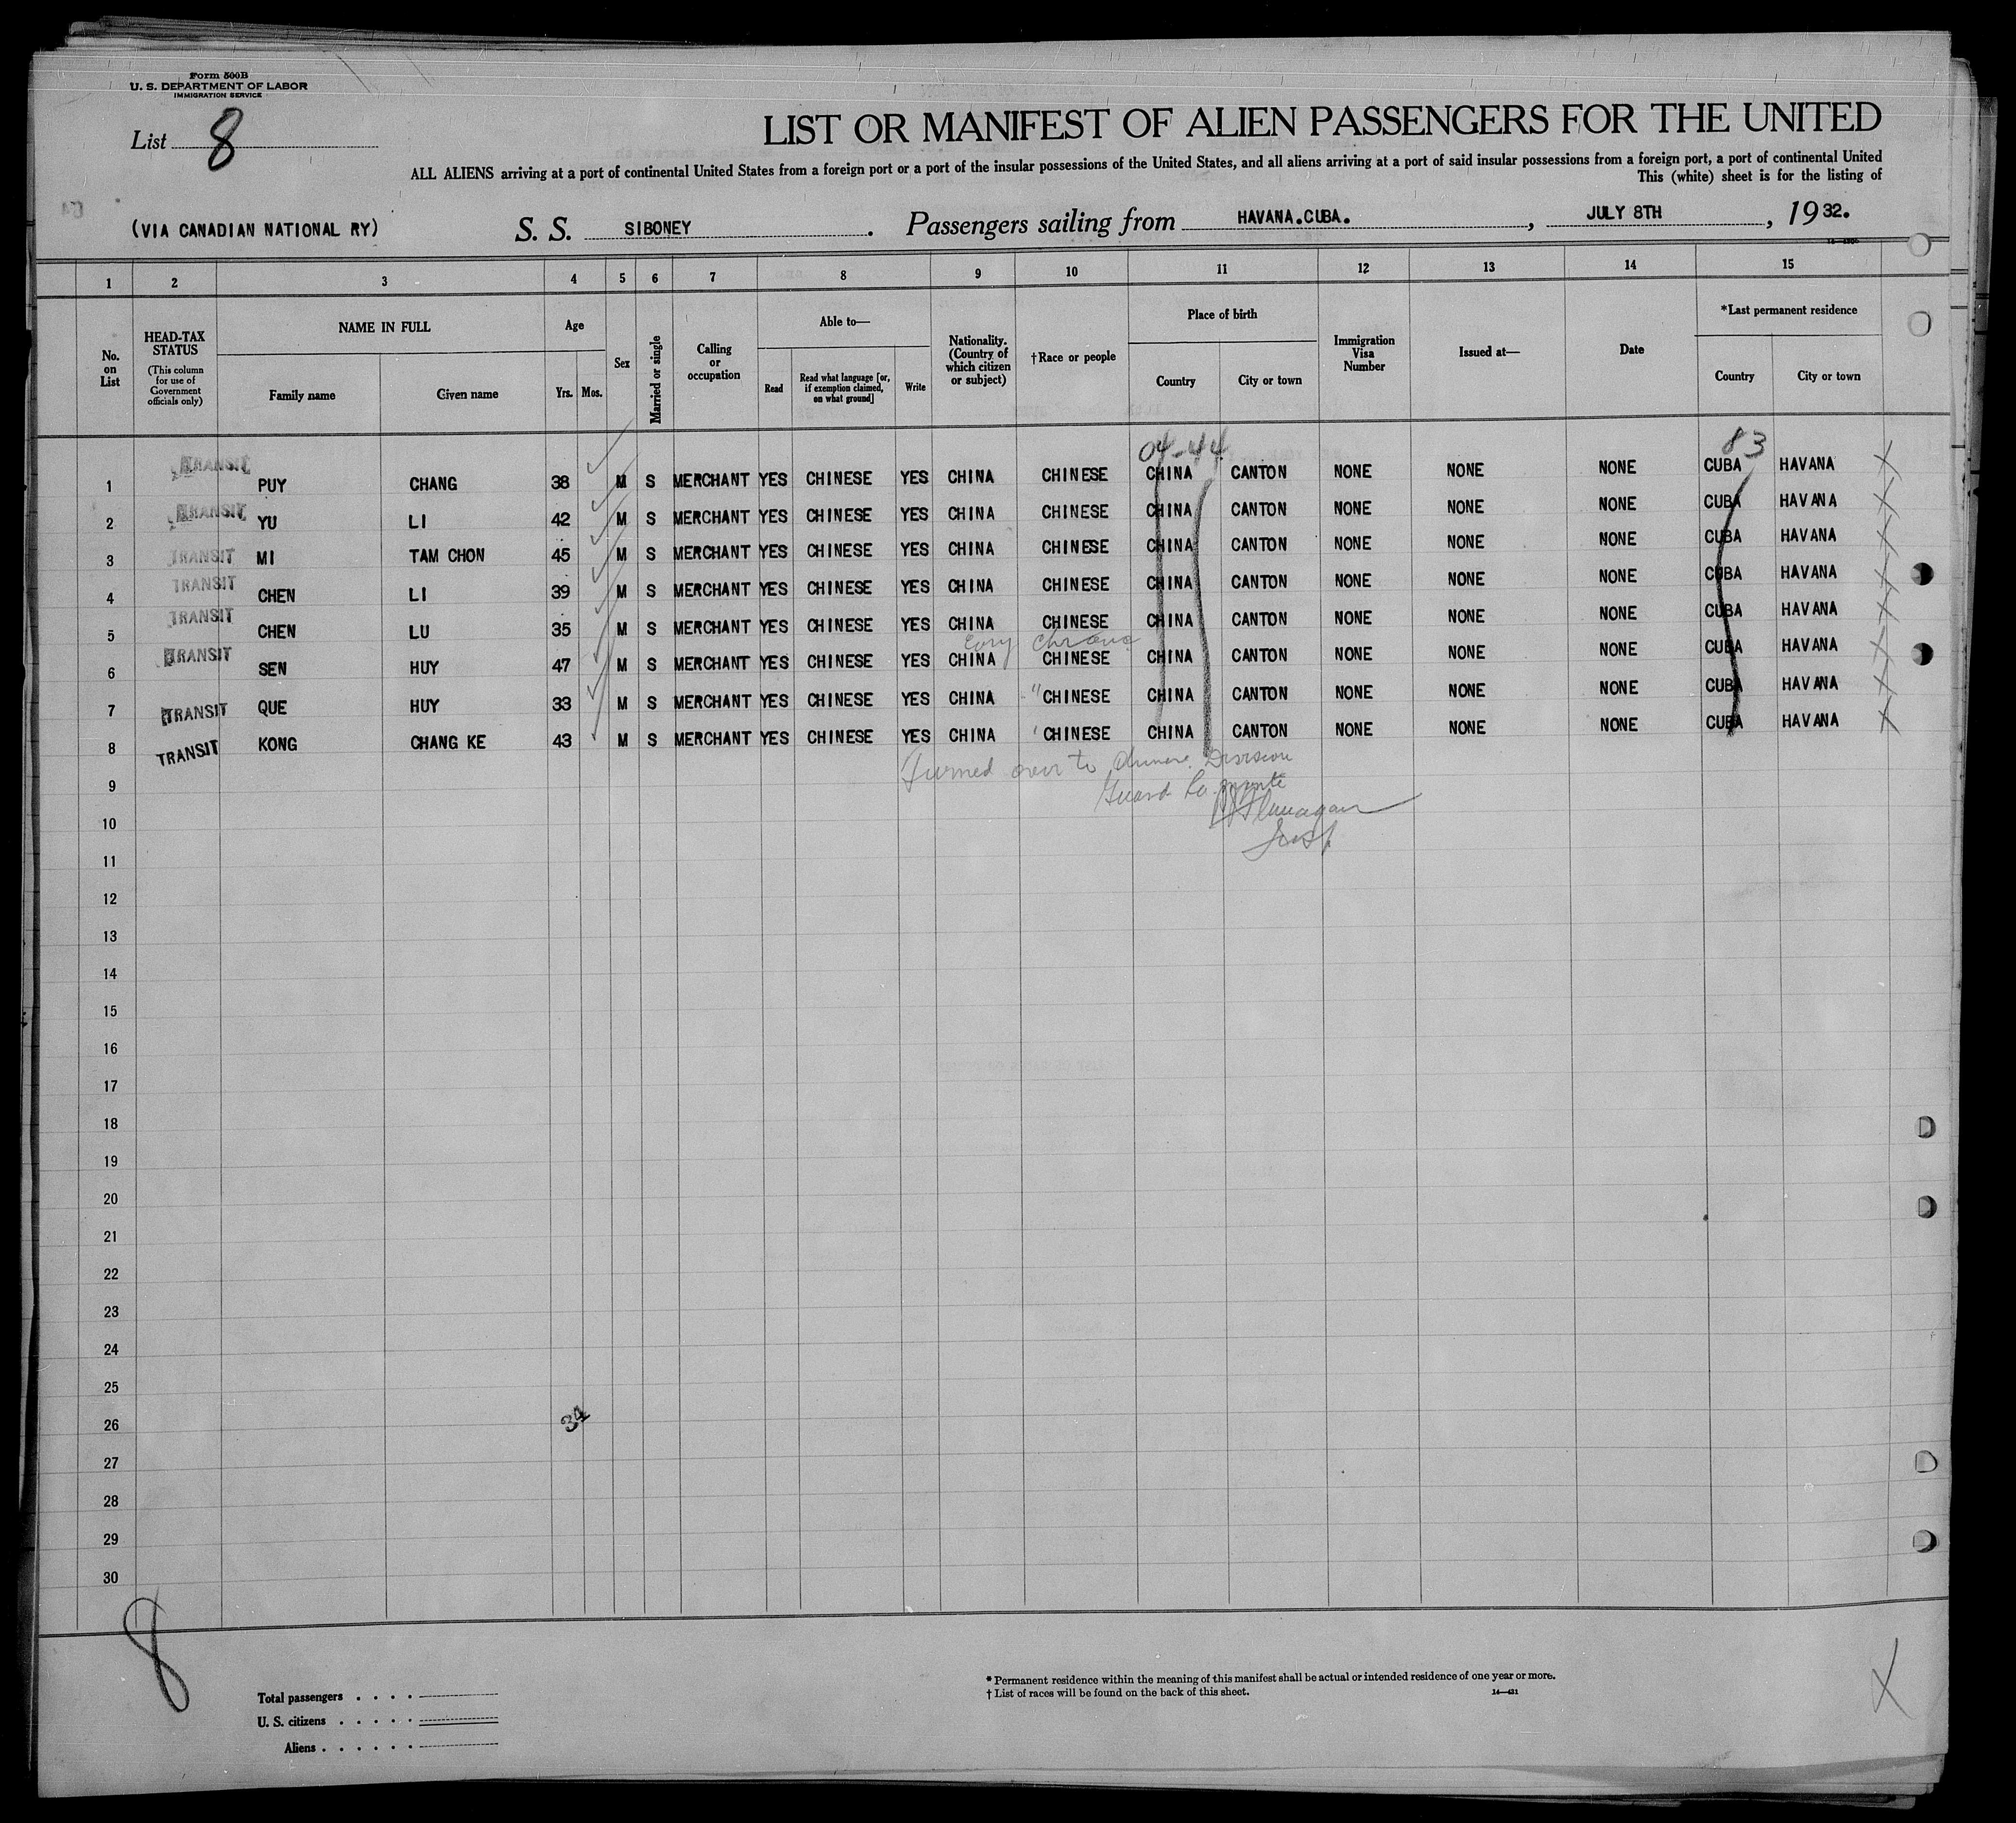 Form 500B
U. S. DEPARTMENT OF LABOR
IMMIGRATION SERVICE
List 8
LIST OR MANIFEST OF ALIEN PASSENGERS FOR THE UNITED
ALL ALIENS arriving at a port of continental United States from a foreign port or a port of the insular possessions of the United States, and all aliens arriving at a port of said insular possessions from a foreign port, a port of continental United
This (white) sheet is for the listing of
(VIA CANADIAN NATIONAL RY) S. S. SIBONEY . Passengers sailing from HAVANA.CUBA. , JULY 8TH , 19 32.
1 2 3 4 5 6 7 8 9 10 11 12 13 14 15
No. on List
HEAD-TAX STATUS
(This column for use of Government officials only)
NAME IN FULL
Family name Given name
Age
Yrs. Mos.
Sex
Married or single
Calling or occupation
Able to—
Read
Read what language [or, if exemption claimed, on what ground]
Write
Nationality. (Country of which citizen or subject)
†Race or people
Place of birth
Country City or town
Immigration Visa Number
Issued at—
Date
*Last permanent residence
Country City or town
04-44 83
1 TRANSIT PUY CHANG 38 M S MERCHANT YES CHINESE YES CHINA CHINESE CHINA CANTON NONE NONE NONE CUBA HAVANA
2 TRANSIT YU LI 42 M S MERCHANT YES CHINESE YES CHINA CHINESE CHINA CANTON NONE NONE NONE CUBA HAVANA
3 TRANSIT MI TAM CHON 45 M S MERCHANT YES CHINESE YES CHINA CHINESE CHINA CANTON NONE NONE NONE CUBA HAVANA
4 TRANSIT CHEN LI 39 M S MERCHANT YES CHINESE YES CHINA CHINESE CHINA CANTON NONE NONE NONE CUBA HAVANA
5 TRANSIT CHEN LU 35 M S MERCHANT YES CHINESE YES CHINA CHINESE CHINA CANTON NONE NONE NONE CUBA HAVANA
6 TRANSIT SEN HUY 47 M S MERCHANT YES CHINESE YES CHINA CHINESE CHINA CANTON NONE NONE NONE CUBA HAVANA
7 TRANSIT QUE HUY 33 M S MERCHANT YES CHINESE YES CHINA " CHINESE CHINA CANTON NONE NONE NONE CUBA HAVANA
8 TRANSIT KONG CHANG KE 43 M S MERCHANT YES CHINESE YES CHINA CHINESE CHINA CANTON NONE NONE NONE CUBA HAVANA
Turned over to Chinese Division
9
Guard
10
Flanagan
Insp
11
12
13
14
15
16
17
18
19
20
21
22
23
24
25
26 34
27
28
29
30
8
Total passengers . . . .
U. S. citizens . . . . .
Aliens . . . . . .
* Permanent residence within the meaning of this manifest shall be actual or intended residence of one year or more.
† List of races will be found on the back of this sheet.